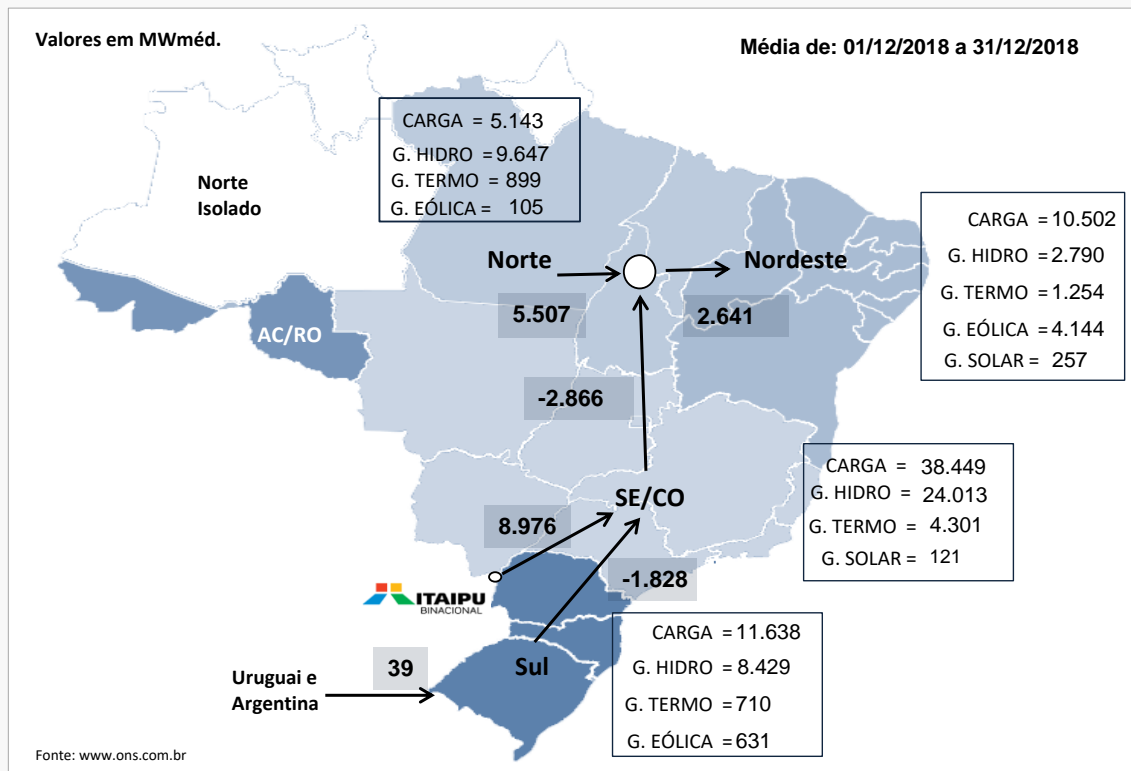 Valores em MWméd.
Média de: 01/12/2018 a 31/12/2018
CARGA = 5.143
G. HIDRO = 9.647
G. TERMO = 899
G. EÓLICA = 105
Norte
Isolado
CARGA = 10.502
G. HIDRO = 2.790
G. TERMO = 1.254
G. EÓLICA = 4.144
G. SOLAR = 257
Norte
Nordeste
5.507
2.641
AC/RO
-2.866
CARGA = 38.449
G. HIDRO = 24.013
G. TERMO = 4.301
G. SOLAR = 121
SE/CO
8.976
-1.828
ITAIPU
BINACIONAL
CARGA = 11.638
G. HIDRO = 8.429
G. TERMO = 710
G. EÓLICA = 631
39
Sul
Uruguai e
Argentina
Fonte: www.ons.com.br